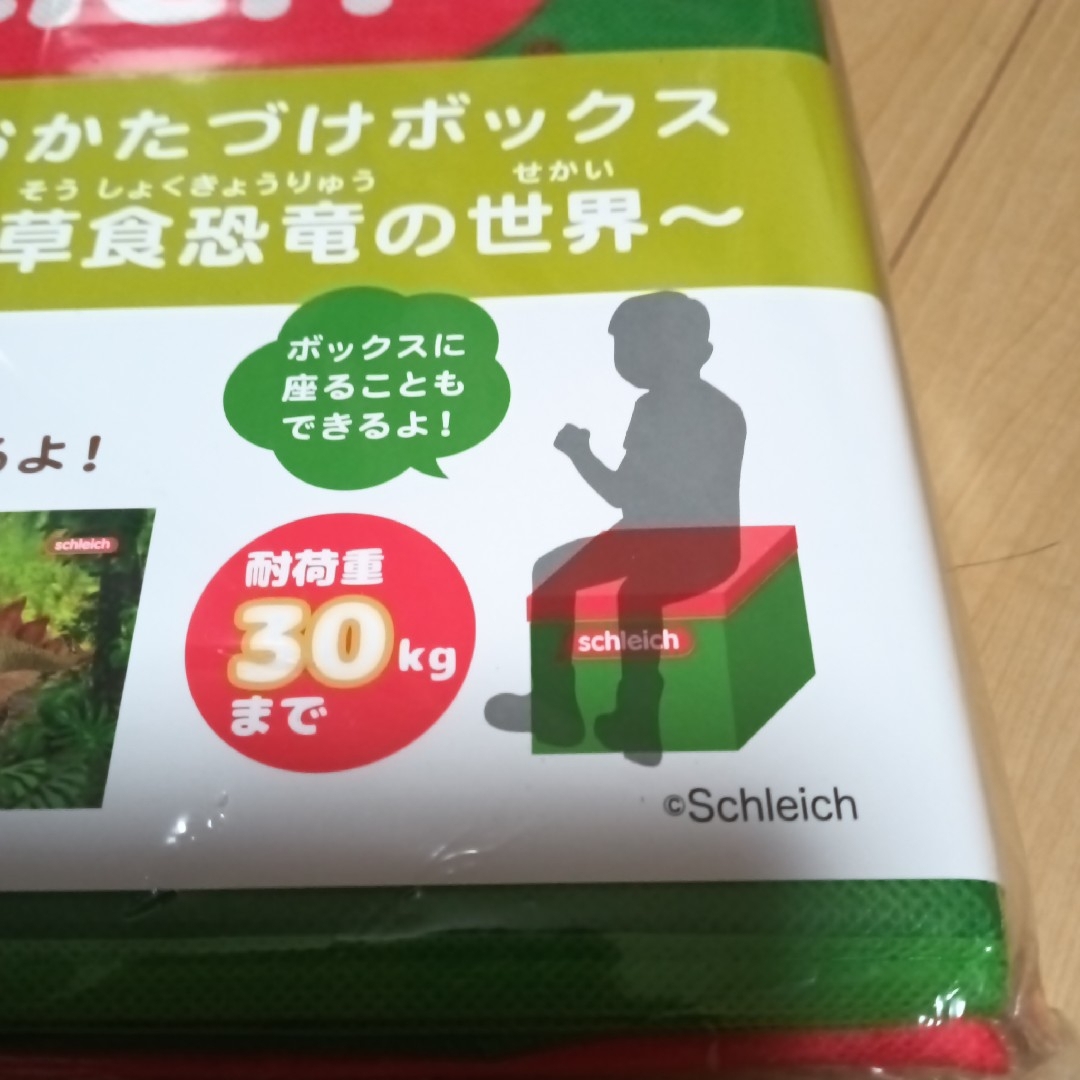 おかたづけボックス
そうしょくきょうりゅう せかい
草食恐竜の世界～
ボックスに
座ることも
できるよ！
るよ！
schleich
耐荷重
30kg
まで
schleich
©Schleich